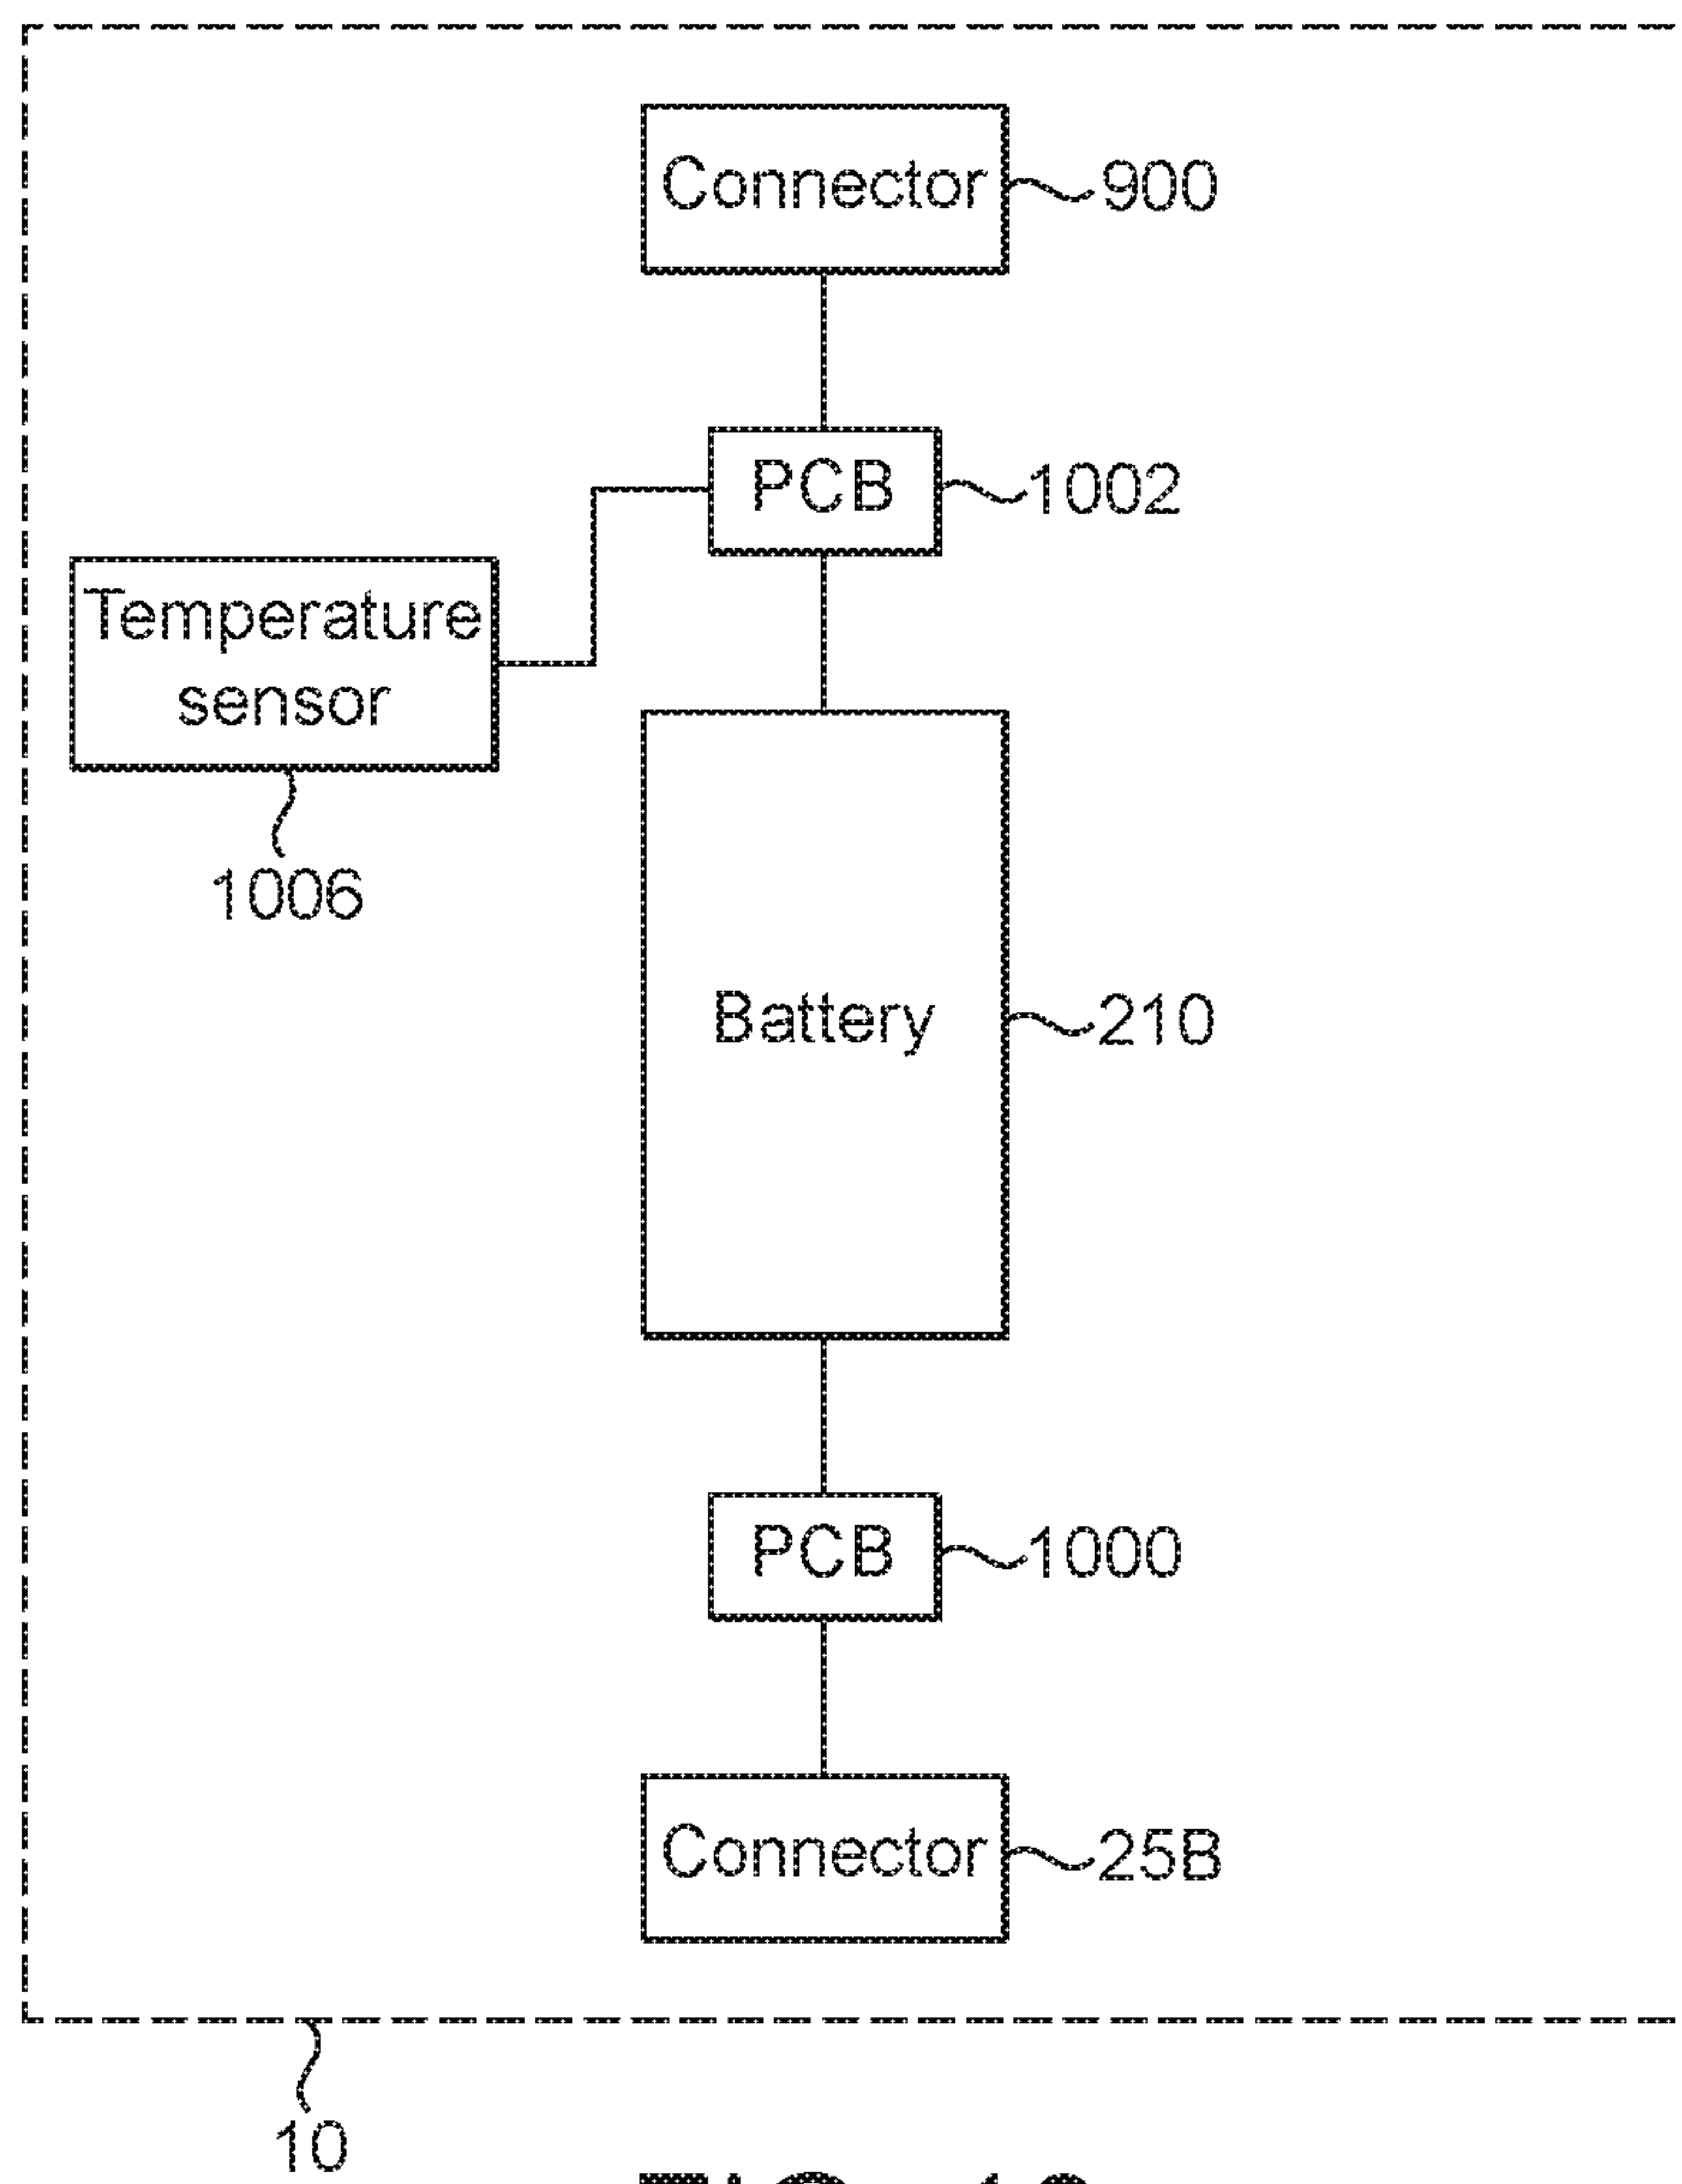 Connector
900
PCB
1002
Temperature
sensor
1006
Battery
210
PCB
1000
Connector
25B
10